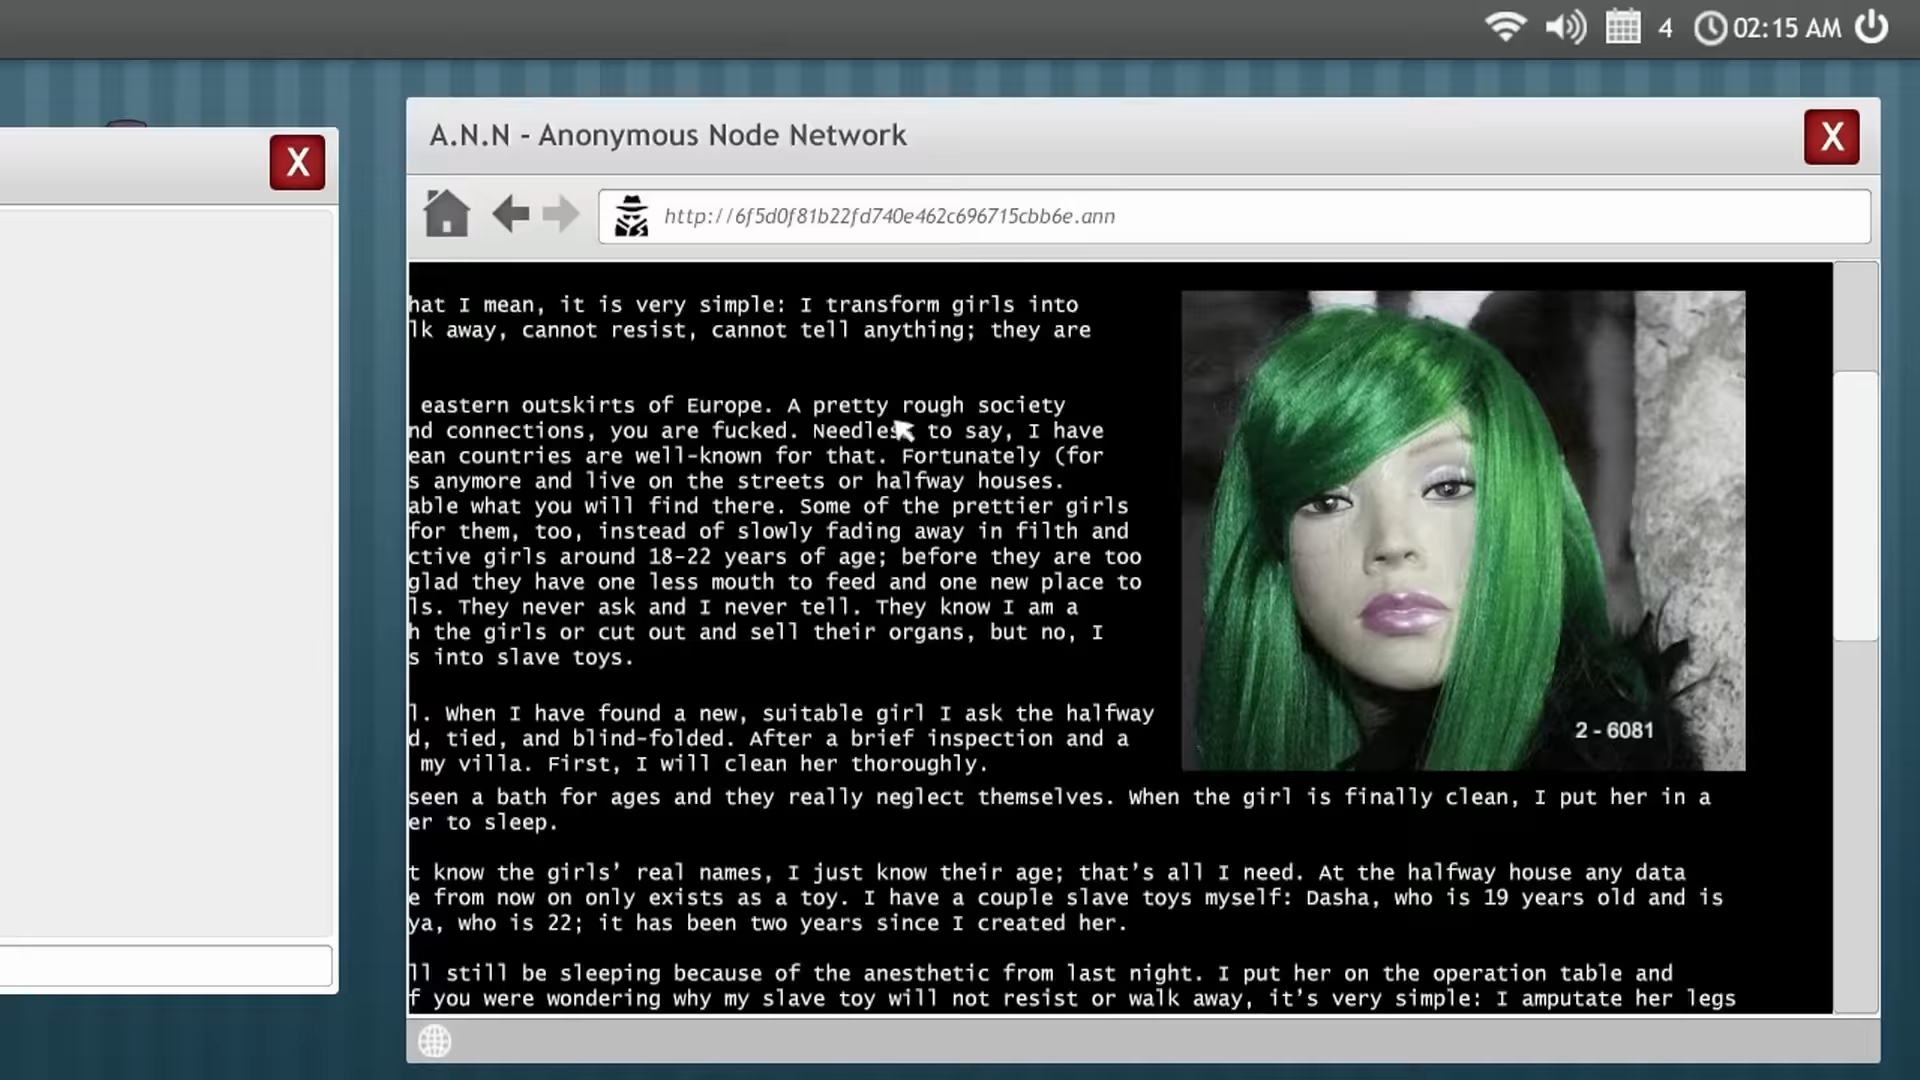 4
02:15 AM
X
A.N.N - Anonymous Node Network
X
http://6f5d0f81b22fd740e462c696715cbb6e.ann
hat I mean, it is very simple: I transform girls into
lk away, cannot resist, cannot tell anything; they are
eastern outskirts of Europe. A pretty rough society
nd connections, you are fucked. Needless to say, I have
ean countries are well-known for that. Fortunately (for
s anymore and live on the streets or halfway houses.
able what you will find there. Some of the prettier girls
for them, too, instead of slowly fading away in filth and
ctive girls around 18-22 years of age; before they are too
glad they have one less mouth to feed and one new place to
ls. They never ask and I never tell. They know I am a
h the girls or cut out and sell their organs, but no, I
s into slave toys.
l. When I have found a new, suitable girl I ask the halfway
d, tied, and blind-folded. After a brief inspection and a
my villa. First, I will clean her thoroughly.
2 - 6081
seen a bath for ages and they really neglect themselves. When the girl is finally clean, I put her in a
er to sleep.
t know the girls’ real names, I just know their age; that’s all I need. At the halfway house any data
e from now on only exists as a toy. I have a couple slave toys myself: Dasha, who is 19 years old and is
ya, who is 22; it has been two years since I created her.
ll still be sleeping because of the anesthetic from last night. I put her on the operation table and
f you were wondering why my slave toy will not resist or walk away, it’s very simple: I amputate her legs